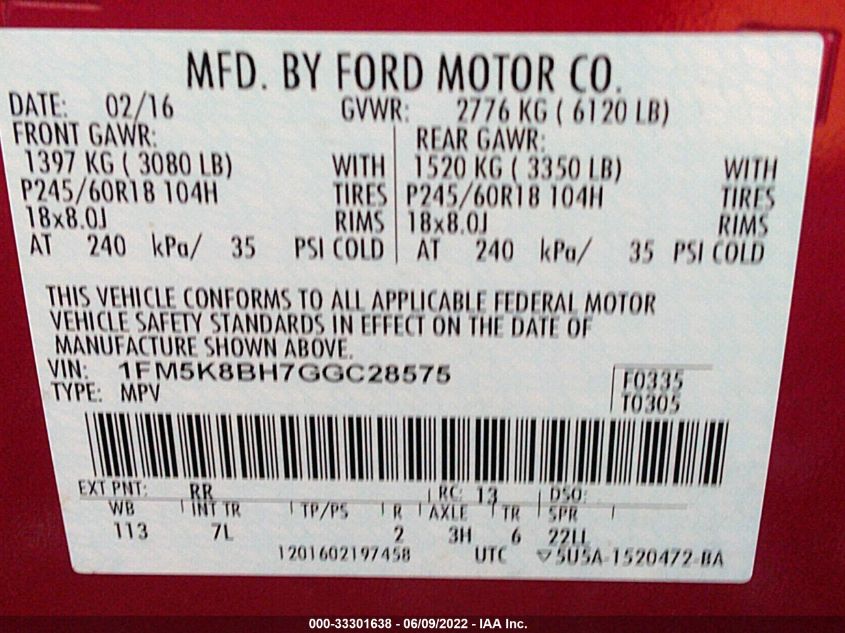 MFD. BY FORD MOTOR CO.
DATE: 02/16 GVWR: 2776 KG ( 6120 LB)
FRONT GAWR: REAR GAWR:
1397 KG ( 3080 LB) WITH 1520 KG ( 3350 LB) WITH
P245/60R18 104H TIRES P245/60R18 104H TIRES
18x8.0J RIMS 18x8.0J RIMS
AT 240 kPa/ 35 PSI COLD AT 240 kPa/ 35 PSI COLD
THIS VEHICLE CONFORMS TO ALL APPLICABLE FEDERAL MOTOR
VEHICLE SAFETY STANDARDS IN EFFECT ON THE DATE OF
MANUFACTURE SHOWN ABOVE.
VIN: 1FM5K8BH7GGC28575 F0335
TYPE: MPV T0305
EXT PNT: RR RC: 13 DSO:
WB INT TR TP/PS R AXLE TR SPR
113 7L 2 3H 6 22LL
1201602197458 UTC ▽5U5A-1520472-BA
000-33301638 - 06/09/2022 - IAA Inc.